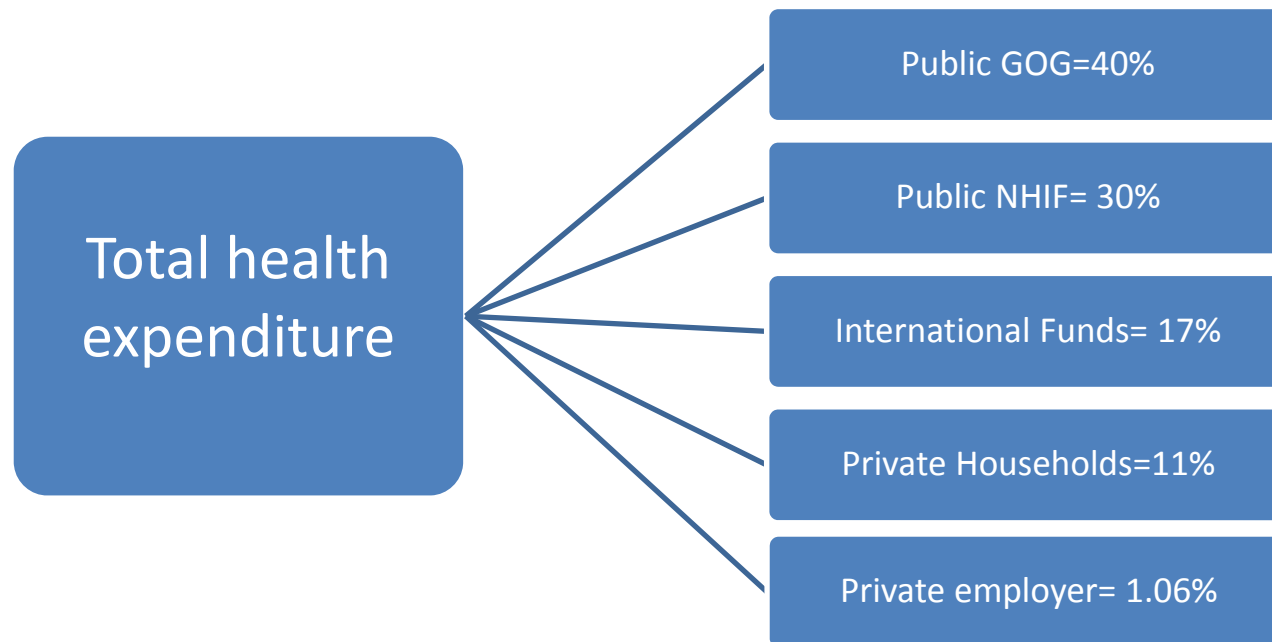 Total health
expenditure
Public GOG=40%
Public NHIF= 30%
International Funds= 17%
Private Households=11%
Private employer= 1.06%